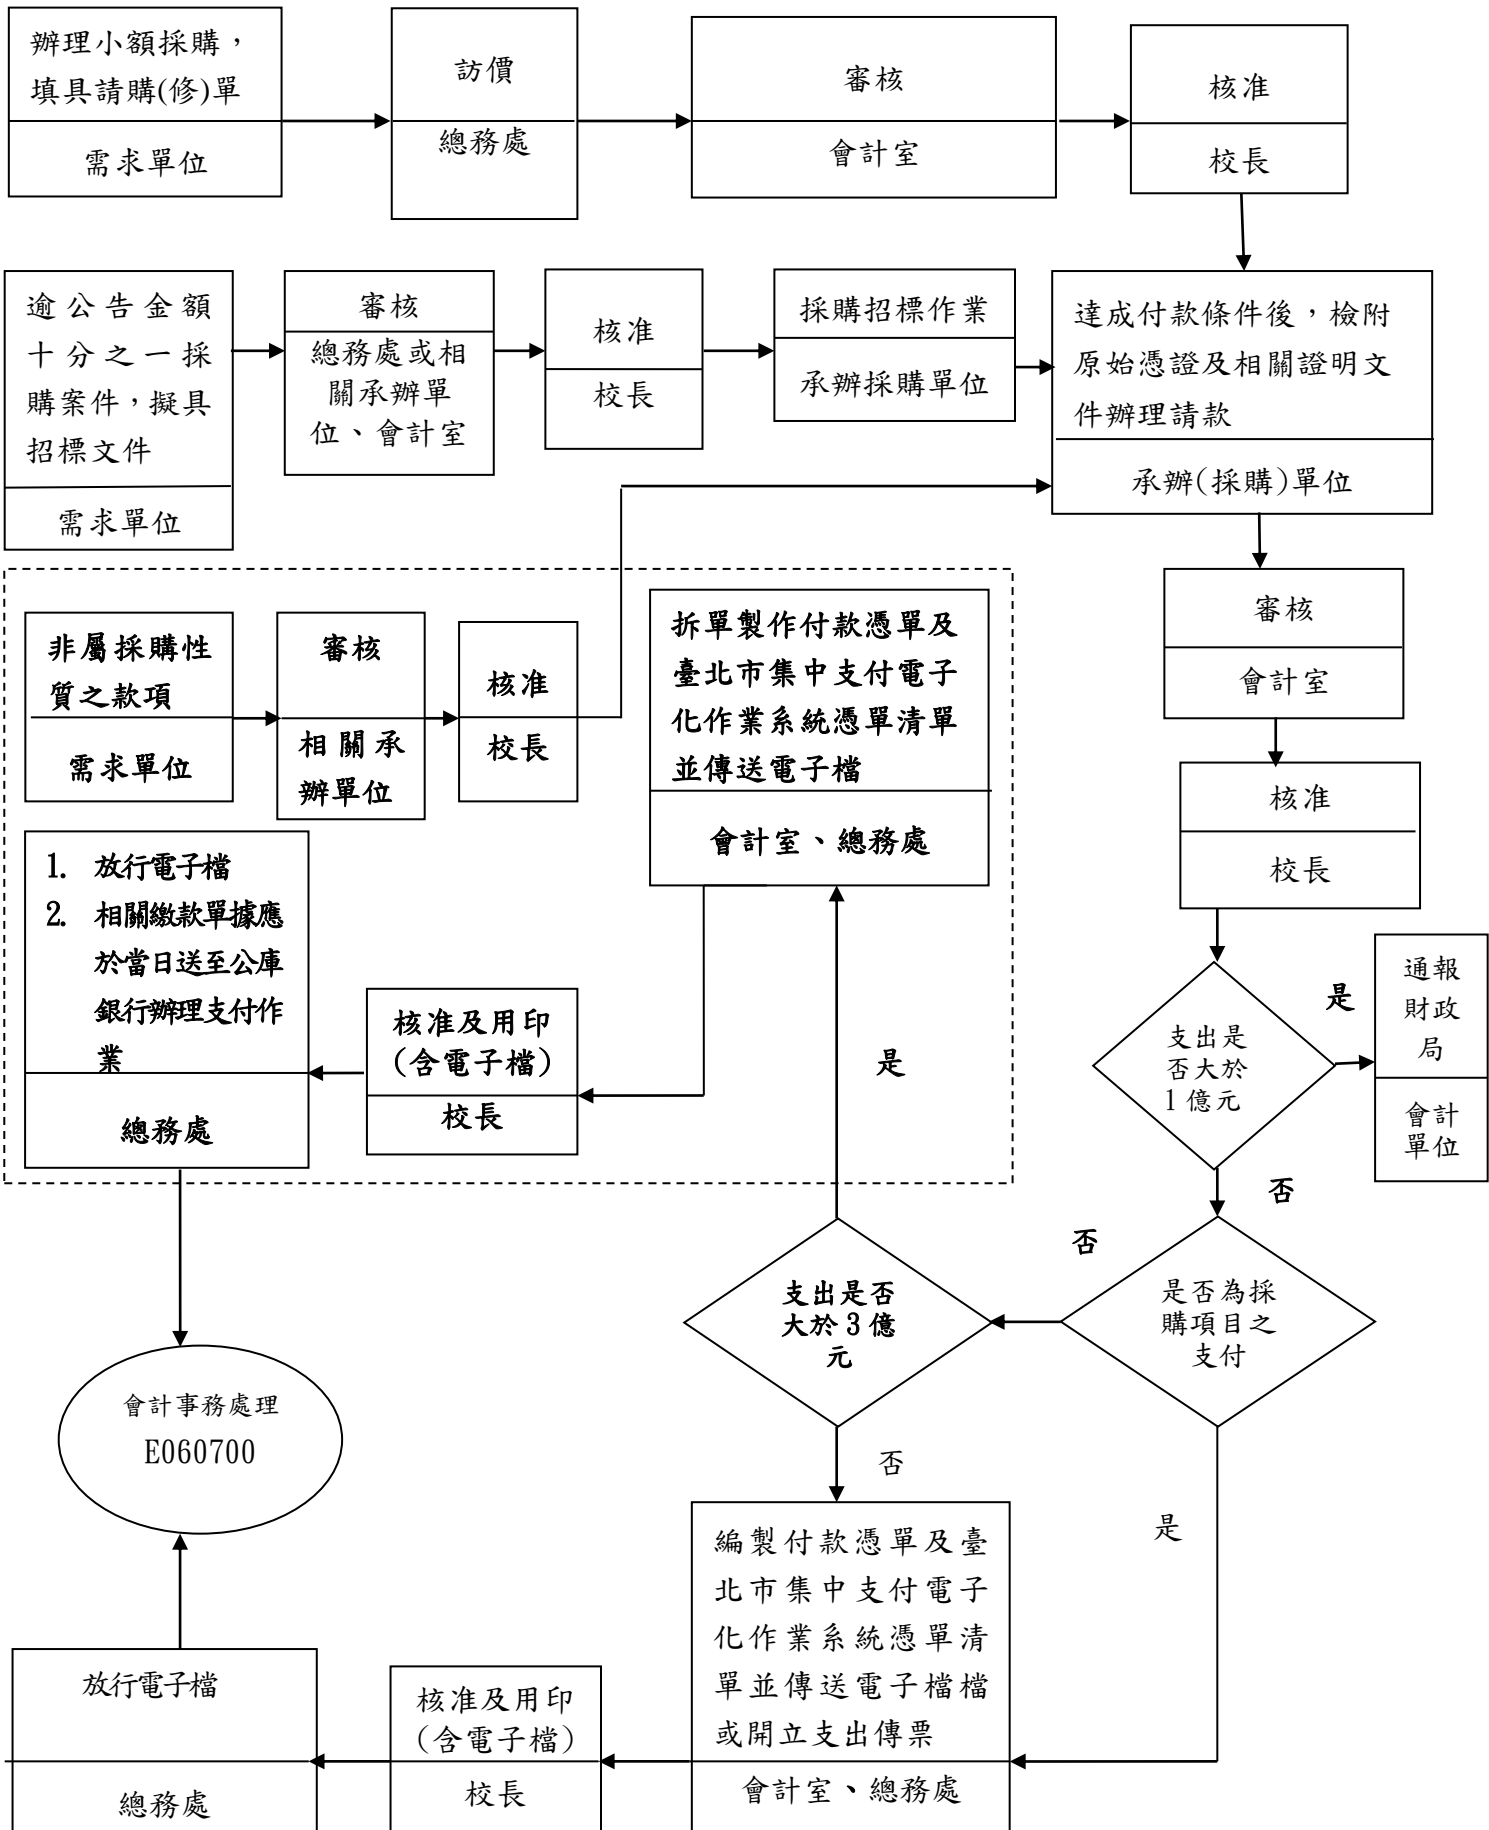 辦理小額採購，
填具請購(修)單
需求單位
訪價
總務處
審核
會計室
核准
校長
逾公告金額
十分之一採
購案件，擬具
招標文件
需求單位
審核
總務處或相
關承辦單
位、會計室
核准
校長
採購招標作業
承辦採購單位
達成付款條件後，檢附
原始憑證及相關證明文
件辦理請款
承辦(採購)單位
非屬採購性
質之款項
需求單位
審核
相關承
辦單位
核准
校長
拆單製作付款憑單及
臺北市集中支付電子
化作業系統憑單清單
並傳送電子檔
會計室、總務處
審核
會計室
核准
校長
1. 放行電子檔
2. 相關繳款單據應
於當日送至公庫
銀行辦理支付作
業
總務處
核准及用印
(含電子檔)
校長
是
支出是
否大於
1 億元
是
通報
財政
局
會計
單位
否
否
支出是否
大於 3 億
元
是否為採
購項目之
支付
會計事務處理
E060700
否
是
編製付款憑單及臺
北市集中支付電子
化作業系統憑單清
單並傳送電子檔檔
或開立支出傳票
會計室、總務處
核准及用印
(含電子檔)
校長
放行電子檔
總務處